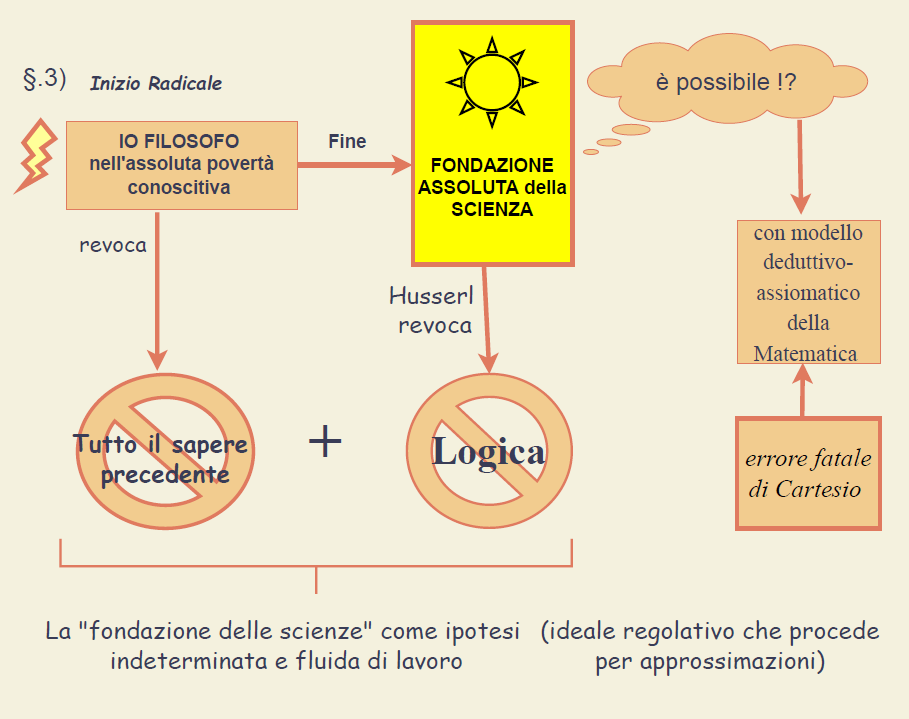 §.3) Inizio Radicale
IO FILOSOFO
nell'assoluta povertà
conoscitiva
Fine
FONDAZIONE
ASSOLUTA della
SCIENZA
è possibile !?
revoca
Husserl
revoca
con modello
deduttivo-
assiomatico
della
Matematica
Tutto il sapere
precedente
+
Logica
errore fatale
di Cartesio
La "fondazione delle scienze" come ipotesi
indeterminata e fluida di lavoro
(ideale regolativo che procede
per approssimazioni)